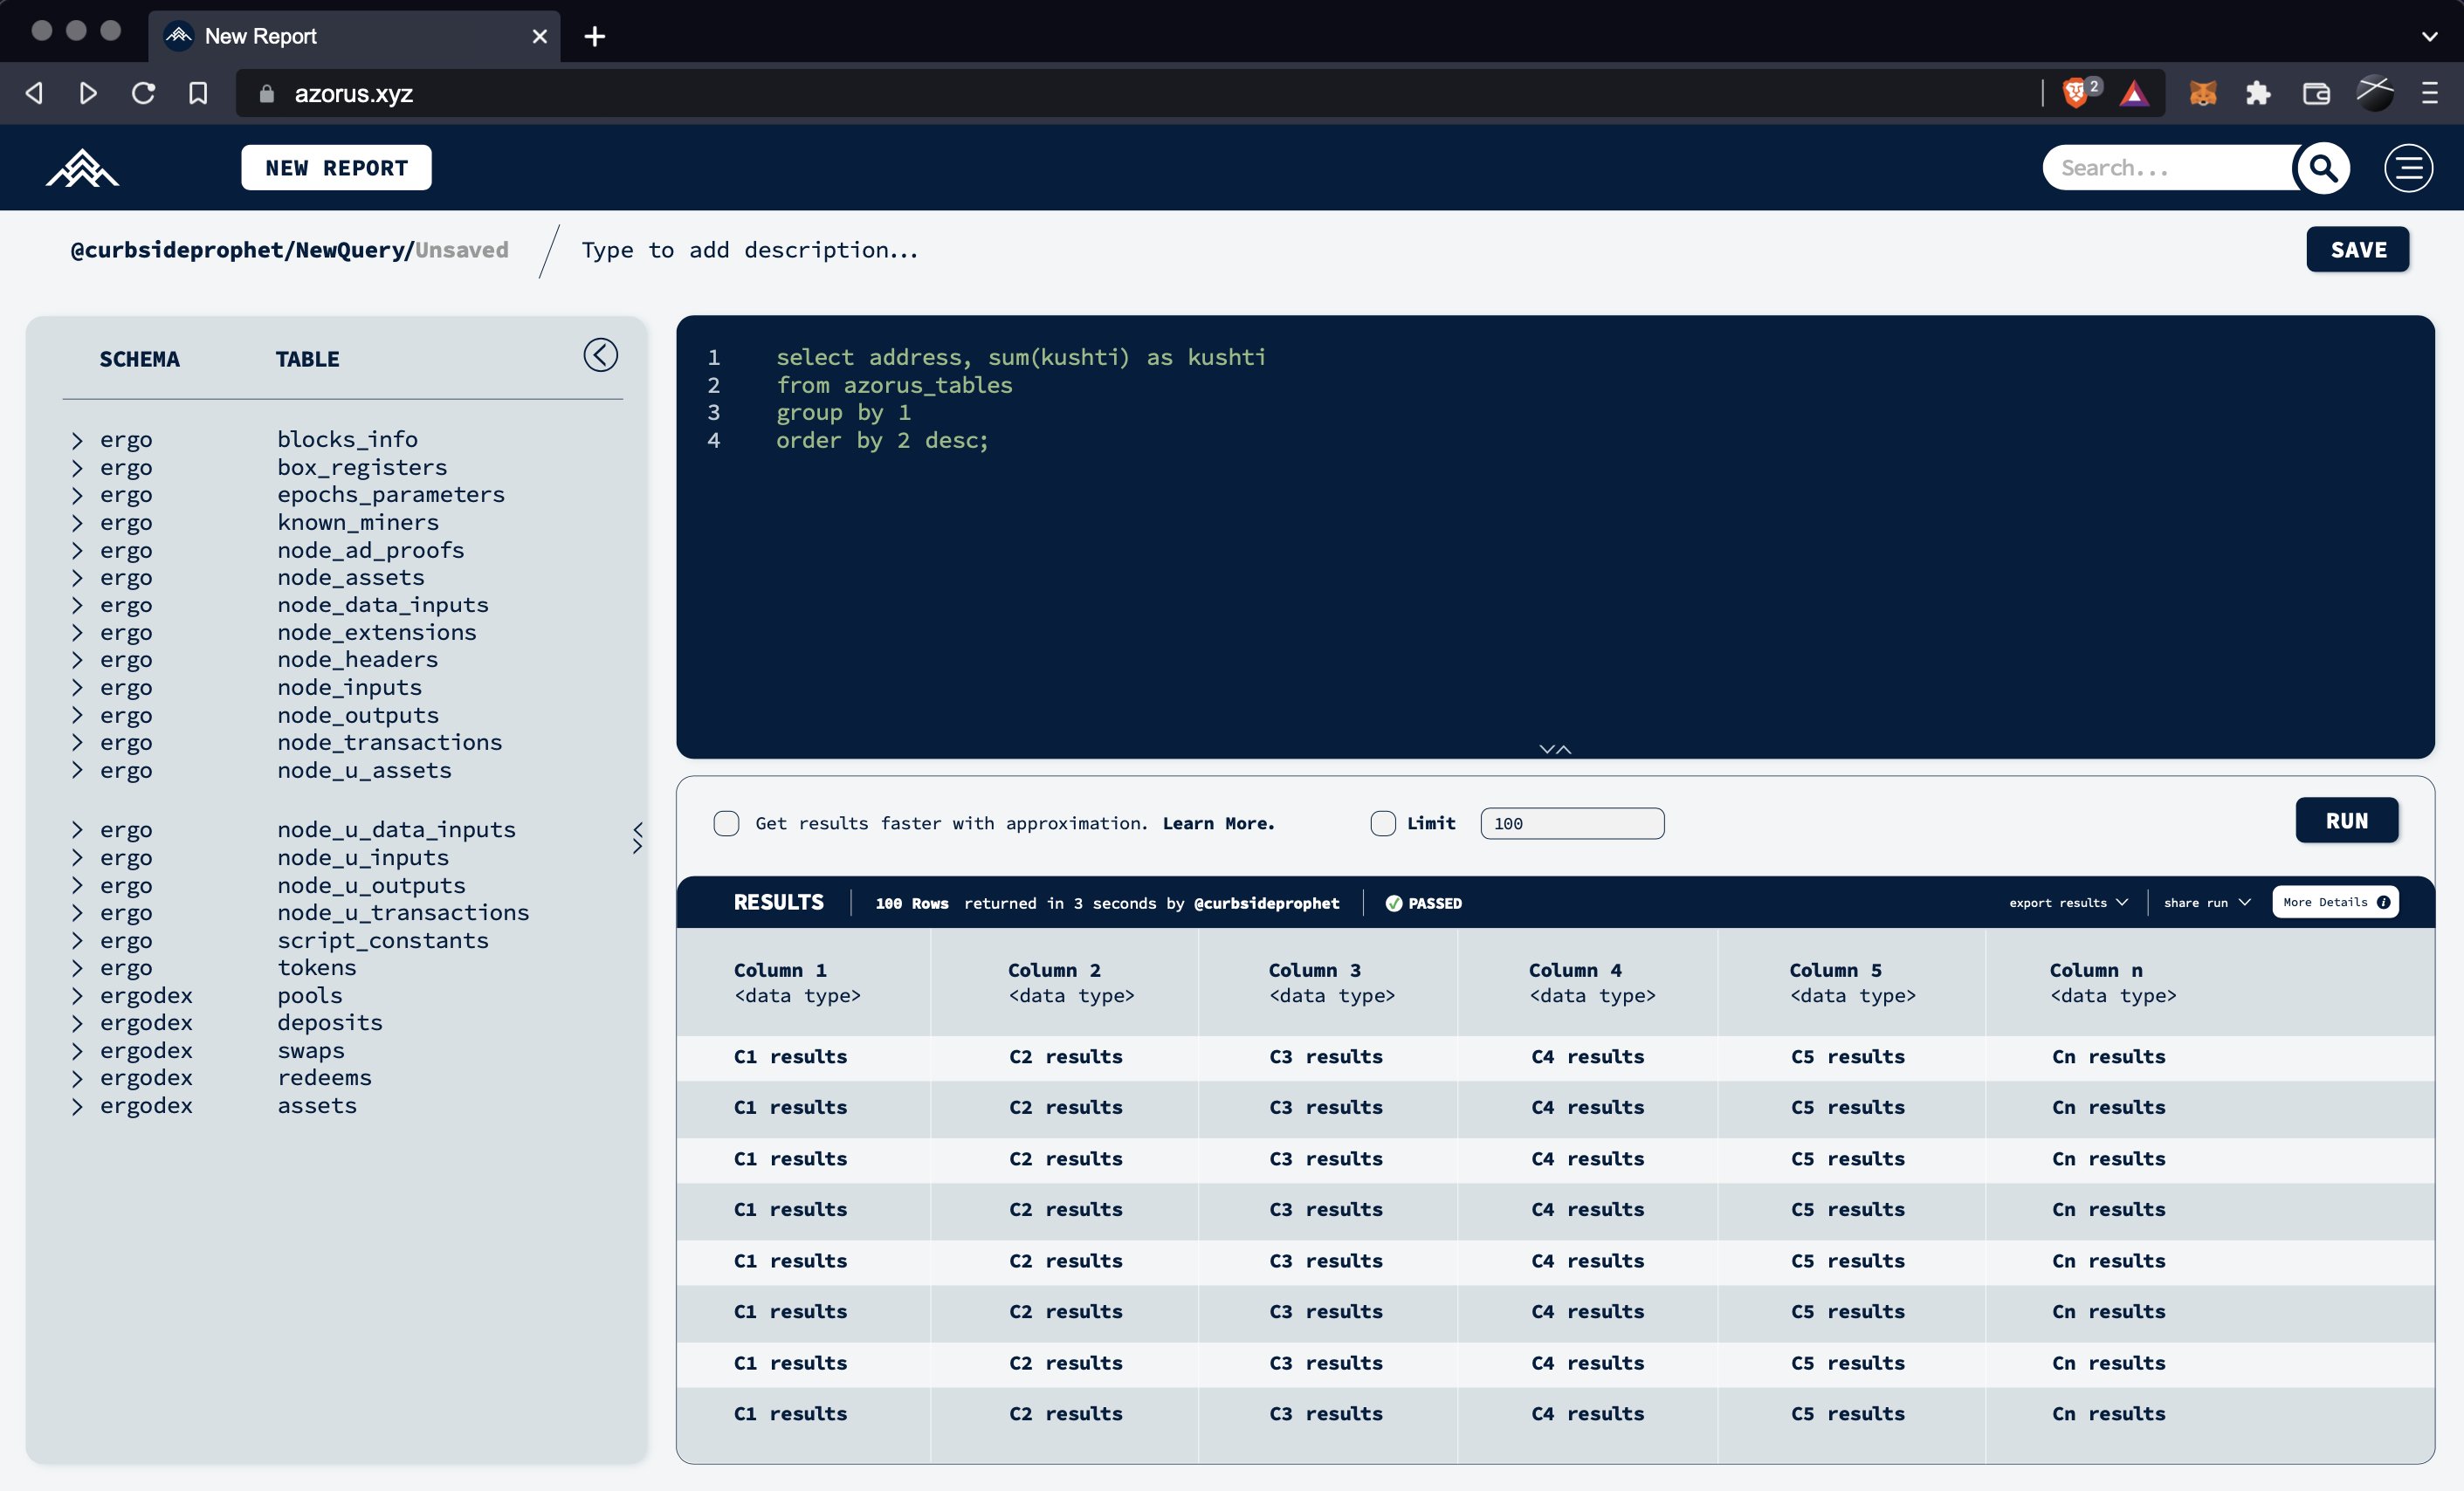 New Report
azorus.xyz
2
NEW REPORT
Search...
@curbsideprophet/NewQuery/Unsaved
Type to add description...
SAVE
SCHEMA TABLE
ergo blocks_info
ergo box_registers
ergo epochs_parameters
ergo known_miners
ergo node_ad_proofs
ergo node_assets
ergo node_data_inputs
ergo node_extensions
ergo node_headers
ergo node_inputs
ergo node_outputs
ergo node_transactions
ergo node_u_assets
ergo node_u_data_inputs
ergo node_u_inputs
ergo node_u_outputs
ergo node_u_transactions
ergo script_constants
ergo tokens
ergodex pools
ergodex deposits
ergodex swaps
ergodex redeems
ergodex assets
1 select address, sum(kushti) as kushti
2 from azorus_tables
3 group by 1
4 order by 2 desc;
Get results faster with approximation. Learn More.
Limit 100
RUN
RESULTS 100 Rows returned in 3 seconds by @curbsideprophet PASSED export results share run More Details i
Column 1 Column 2 Column 3 Column 4 Column 5 Column n
<data type> <data type> <data type> <data type> <data type> <data type>
C1 results C2 results C3 results C4 results C5 results Cn results
C1 results C2 results C3 results C4 results C5 results Cn results
C1 results C2 results C3 results C4 results C5 results Cn results
C1 results C2 results C3 results C4 results C5 results Cn results
C1 results C2 results C3 results C4 results C5 results Cn results
C1 results C2 results C3 results C4 results C5 results Cn results
C1 results C2 results C3 results C4 results C5 results Cn results
C1 results C2 results C3 results C4 results C5 results Cn results